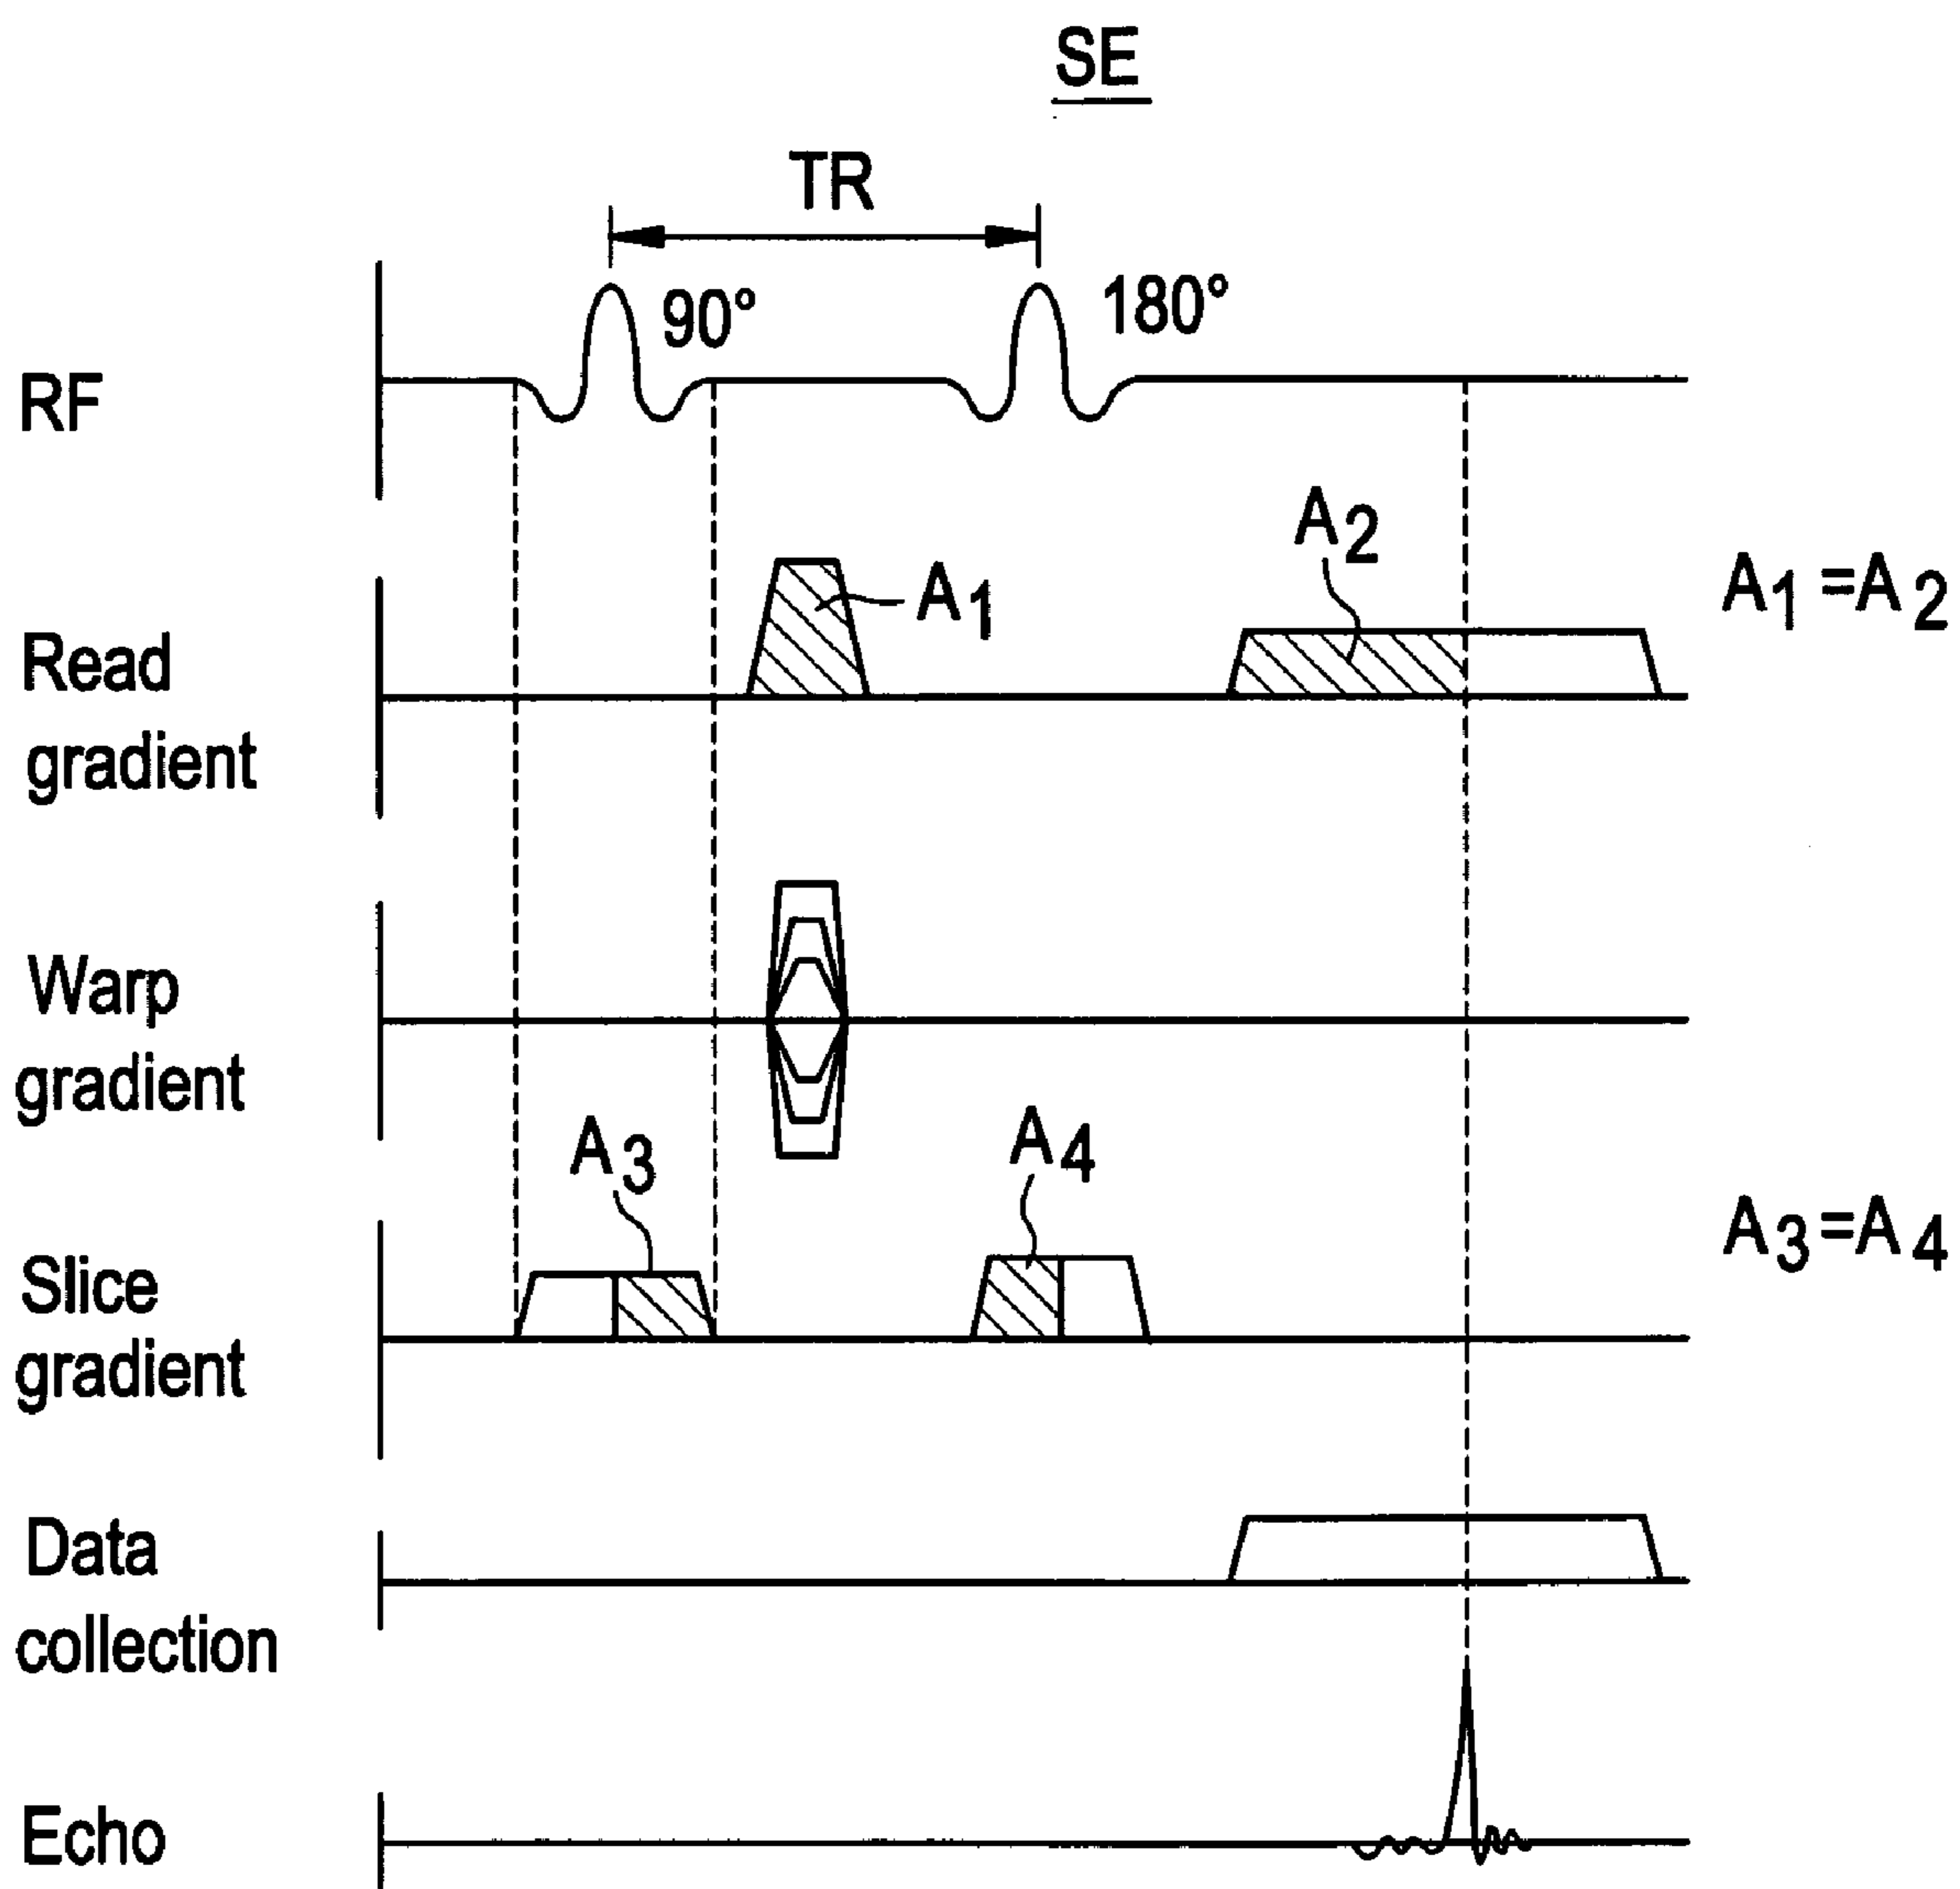 SE
TR
90° 180°
RF
A2
A1
A1=A2
Read
gradient
Warp
gradient
A3 A4
A3=A4
Slice
gradient
Data
collection
Echo